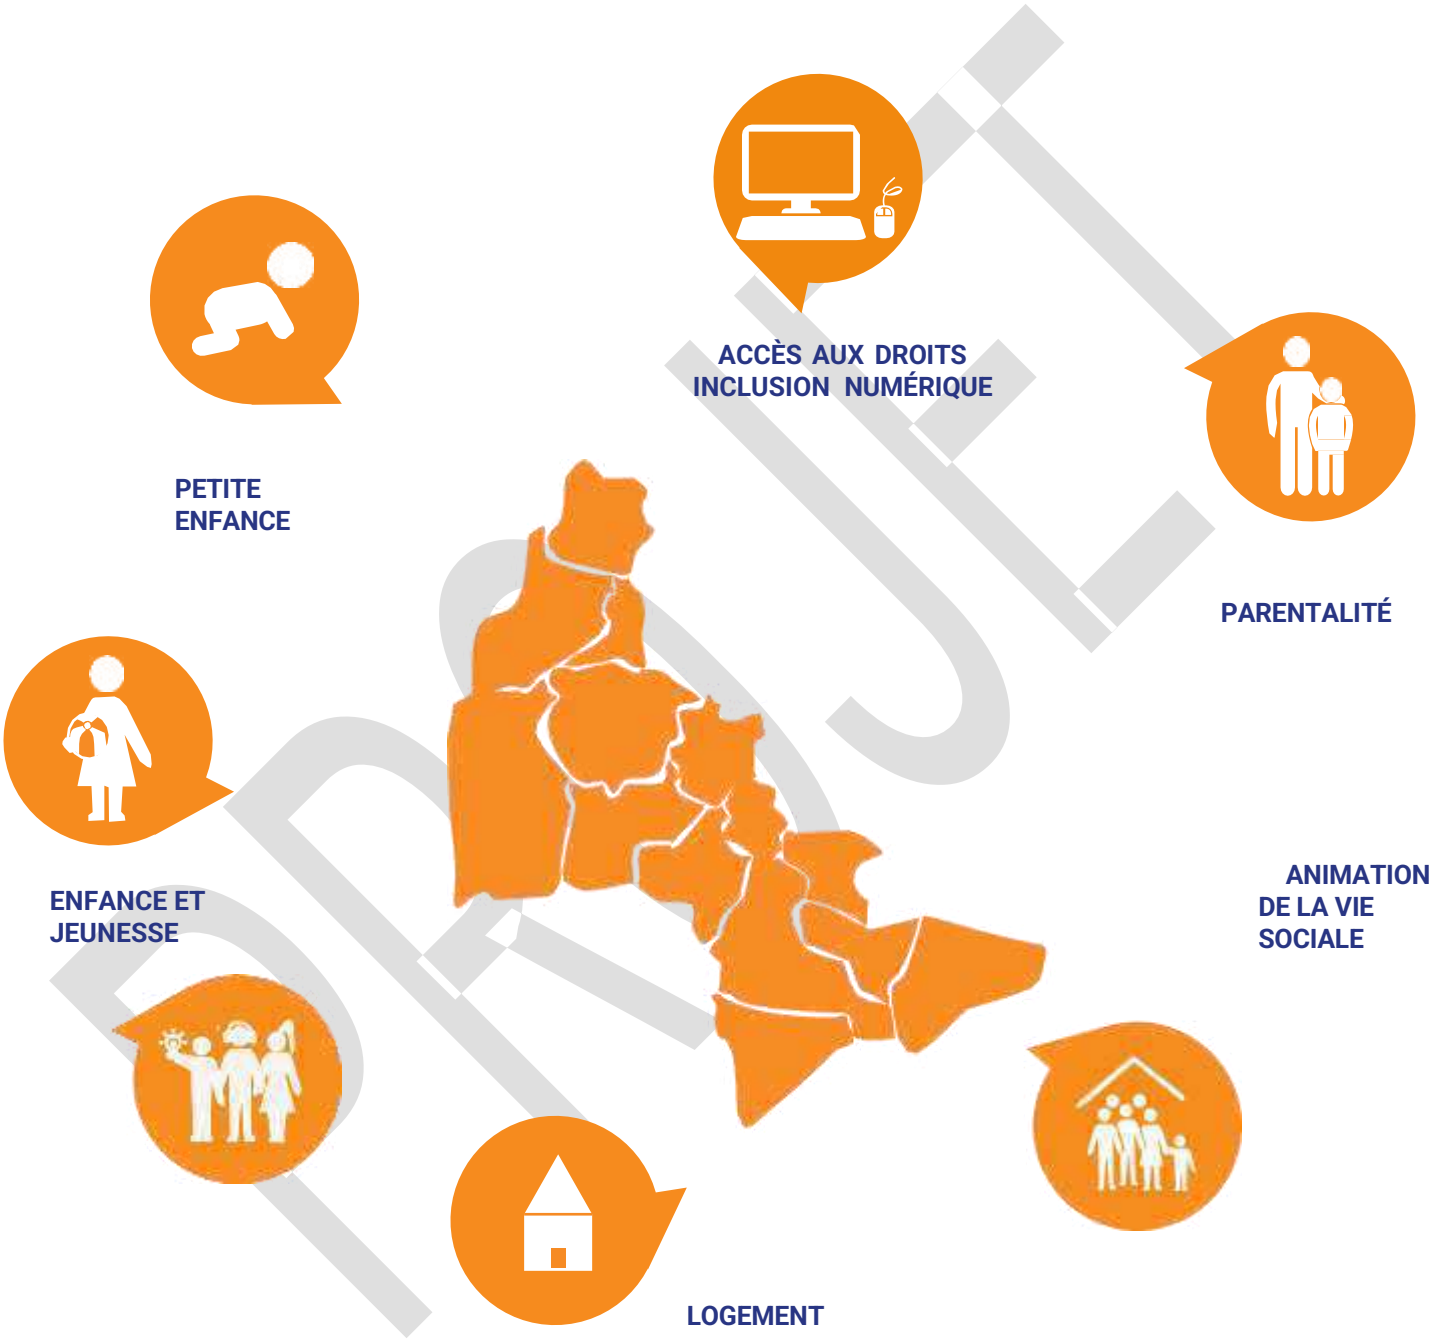 ACCÈS AUX DROITS
INCLUSION NUMÉRIQUE
PETITE
ENFANCE
PARENTALITÉ
ENFANCE ET
JEUNESSE
ANIMATION
DE LA VIE
SOCIALE
LOGEMENT
PROJET